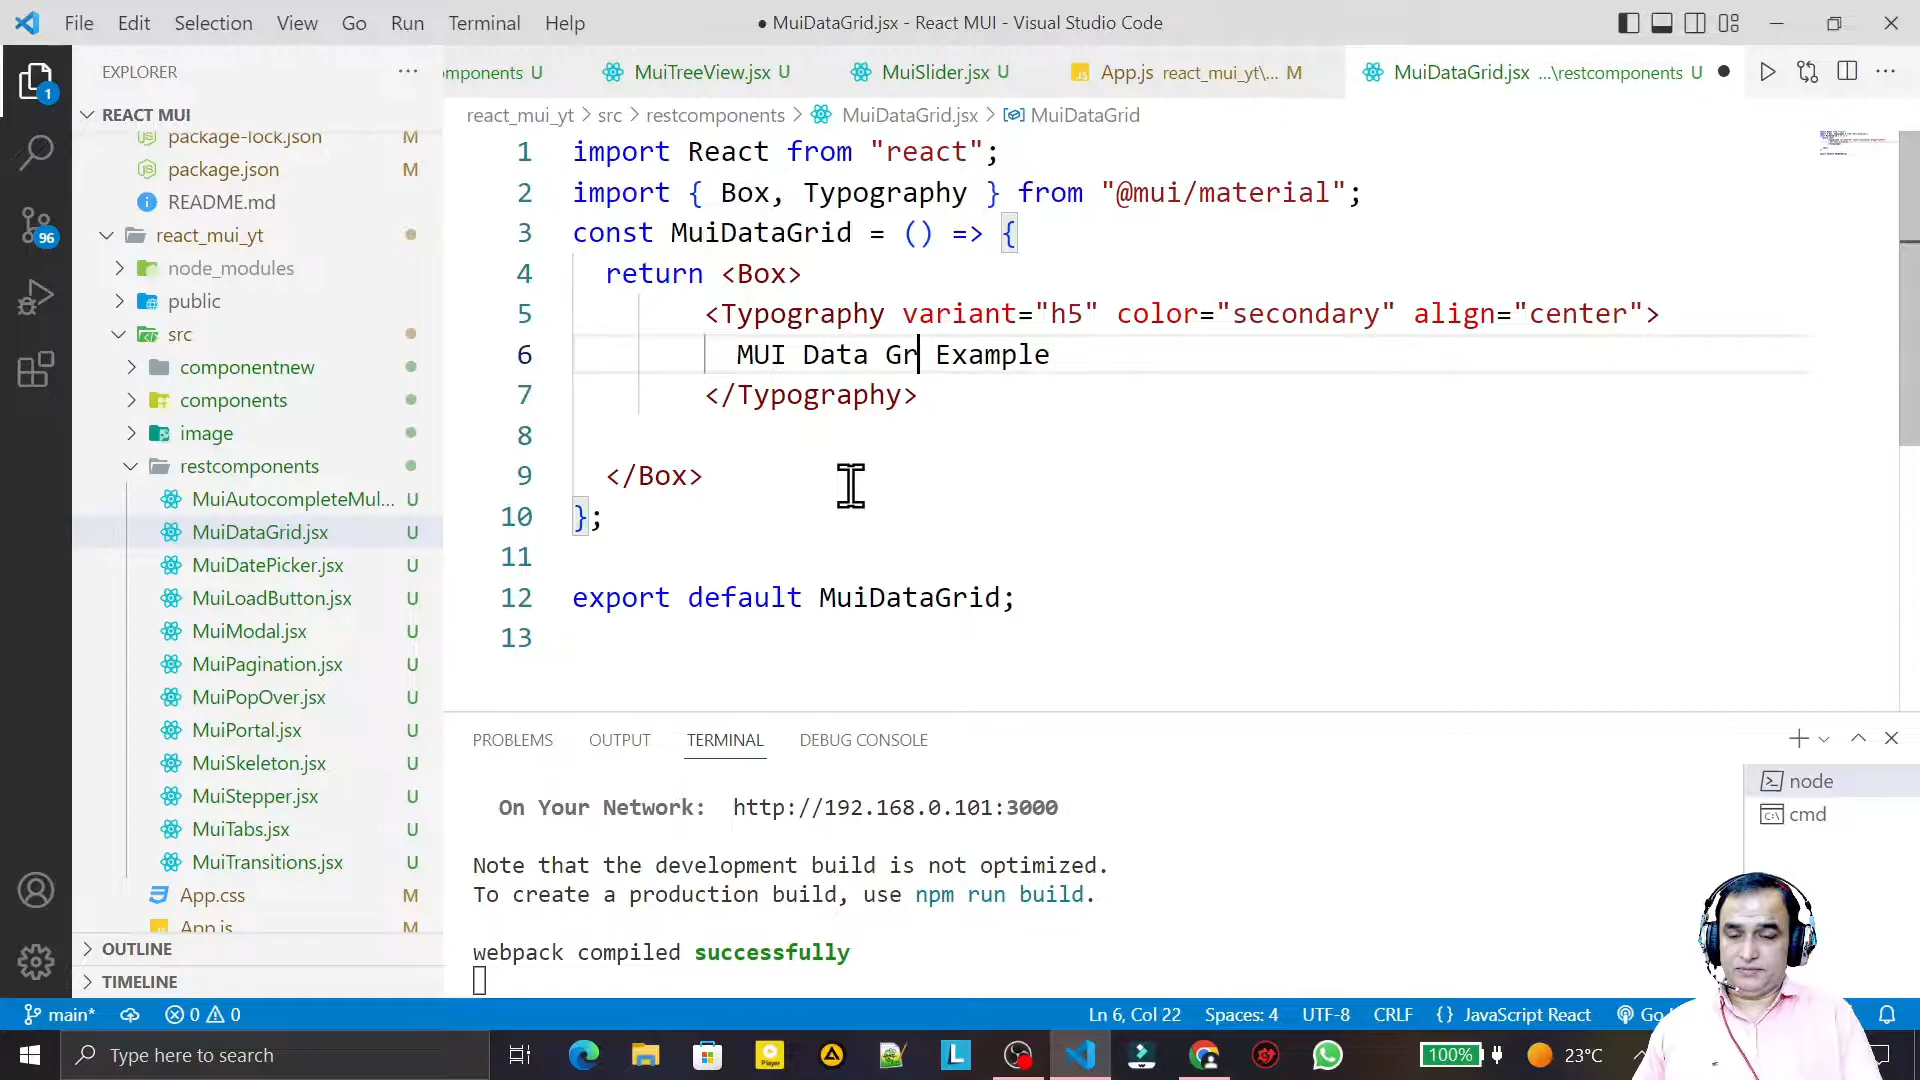 File Edit Selection View Go Run Terminal Help
● MuiDataGrid.jsx - React MUI - Visual Studio Code
EXPLORER
mponents U
MuiTreeView.jsx U
MuiSlider.jsx U
App.js react_mui_yt\... M
MuiDataGrid.jsx ...\restcomponents U
react_mui_yt > src > restcomponents > MuiDataGrid.jsx > MuiDataGrid
1
REACT MUI
package-lock.json M
package.json M
README.md
react_mui_yt
96
node_modules
public
src
componentnew
components
image
restcomponents
MuiAutocompleteMul... U
MuiDataGrid.jsx U
MuiDatePicker.jsx U
MuiLoadButton.jsx U
MuiModal.jsx U
MuiPagination.jsx U
MuiPopOver.jsx U
MuiPortal.jsx U
MuiSkeleton.jsx U
MuiStepper.jsx U
MuiTabs.jsx U
MuiTransitions.jsx U
App.css M
App.js M
OUTLINE
TIMELINE
1 import React from "react";
2 import { Box, Typography } from "@mui/material";
3 const MuiDataGrid = () => {
4 return <Box>
5 <Typography variant="h5" color="secondary" align="center">
6 MUI Data Gr Example
7 </Typography>
8
9 </Box>
10 };
11
12 export default MuiDataGrid;
13
PROBLEMS OUTPUT TERMINAL DEBUG CONSOLE
On Your Network: http://192.168.0.101:3000
Note that the development build is not optimized.
To create a production build, use npm run build.
webpack compiled successfully
node
cmd
main* 0 0
Ln 6, Col 22 Spaces: 4 UTF-8 CRLF {} JavaScript React Go
Type here to search
Player
L
100%
23°C